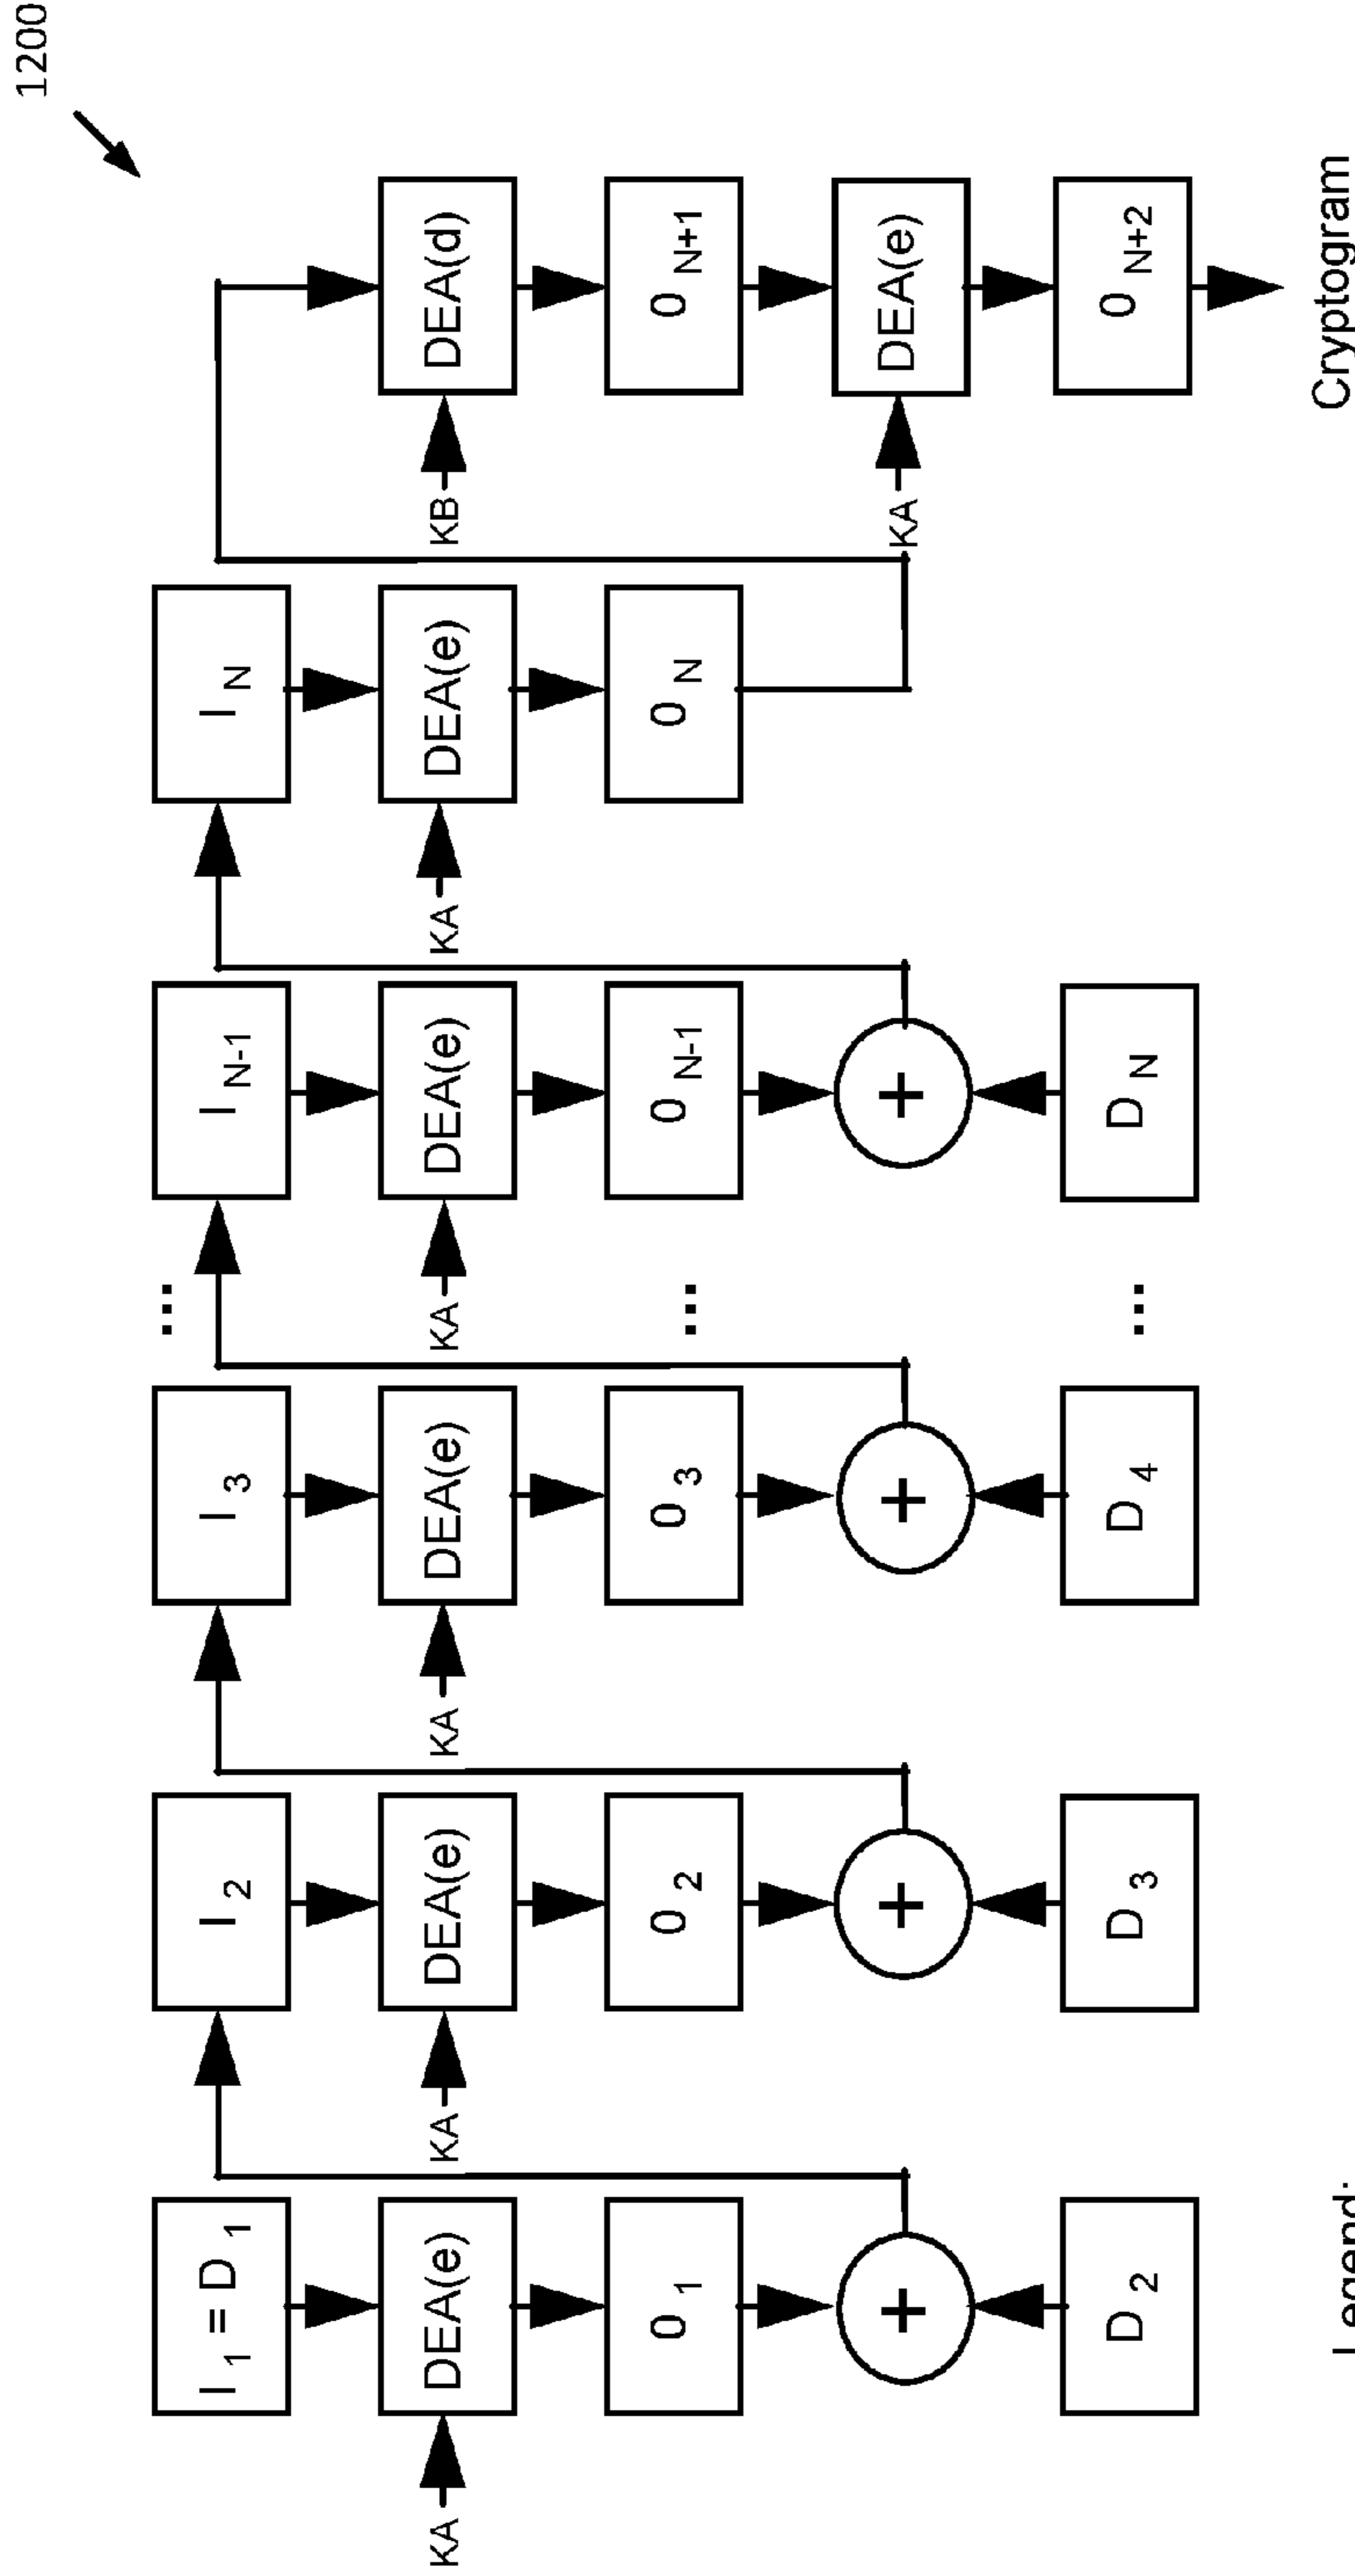 1200
I 1 = D 1
I 2
I 3
...
I N-1
I N
KA
DEA(e)
KA
DEA(e)
KA
DEA(e)
KA
DEA(e)
KA
DEA(e)
KB
DEA(d)
0 1
0 2
0 3
...
0 N-1
0 N
0 N+1
+
+
+
+
KA
DEA(e)
D 2
D 3
D 4
...
D N
0 N+2
Legend:
Cryptogram